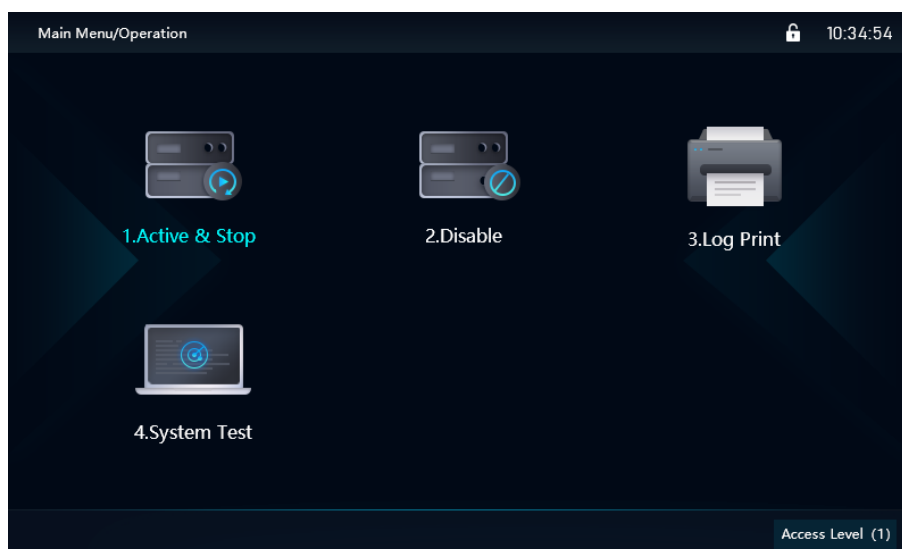 Main Menu/Operation
10:34:54
1.Active & Stop
2.Disable
3.Log Print
4.System Test
Access Level (1)